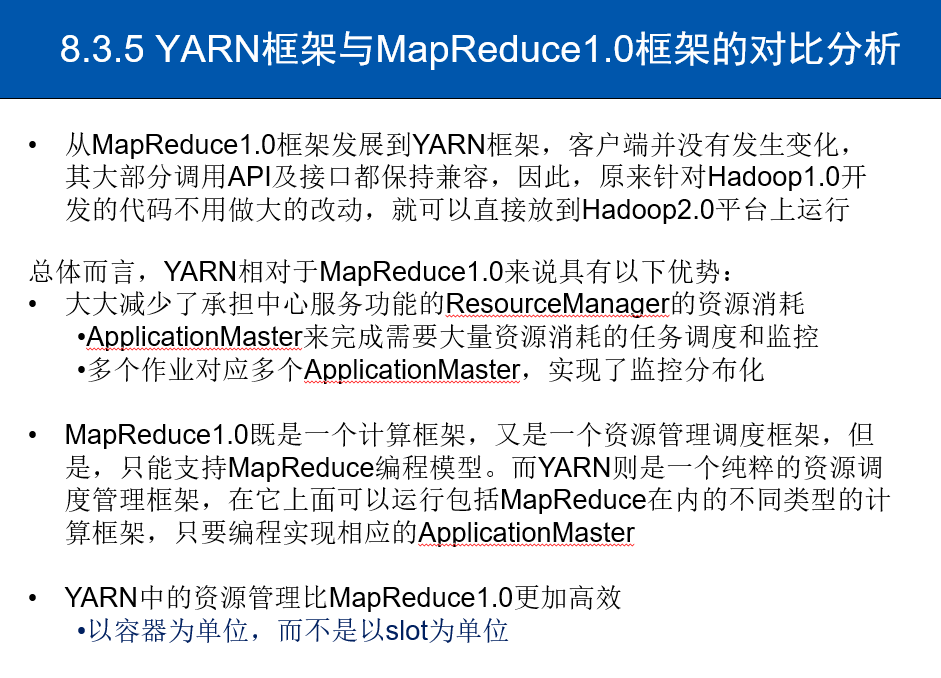 8.3.5 YARN框架与MapReduce1.0框架的对比分析
• 从MapReduce1.0框架发展到YARN框架，客户端并没有发生变化，
其大部分调用API及接口都保持兼容，因此，原来针对Hadoop1.0开
发的代码不用做大的改动，就可以直接放到Hadoop2.0平台上运行
总体而言，YARN相对于MapReduce1.0来说具有以下优势：
• 大大减少了承担中心服务功能的ResourceManager的资源消耗
•ApplicationMaster来完成需要大量资源消耗的任务调度和监控
•多个作业对应多个ApplicationMaster，实现了监控分布化
• MapReduce1.0既是一个计算框架，又是一个资源管理调度框架，但
是，只能支持MapReduce编程模型。而YARN则是一个纯粹的资源调
度管理框架，在它上面可以运行包括MapReduce在内的不同类型的计
算框架，只要编程实现相应的ApplicationMaster
• YARN中的资源管理比MapReduce1.0更加高效
•以容器为单位，而不是以slot为单位